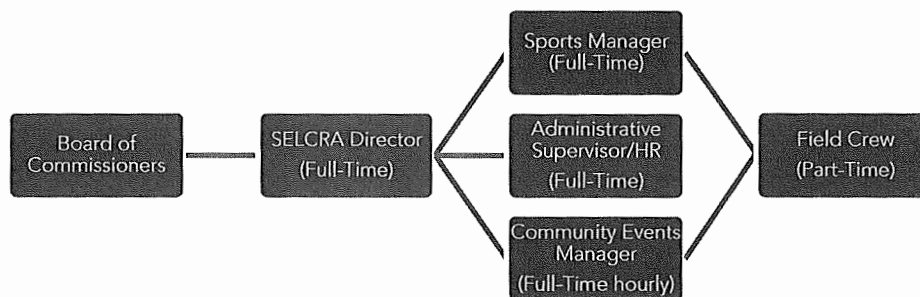 Board of
Commissioners
SELCRA Director
(Full-Time)
Sports Manager
(Full-Time)
Administrative
Supervisor/HR
(Full-Time)
Community Events
Manager
(Full-Time hourly)
Field Crew
(Part-Time)